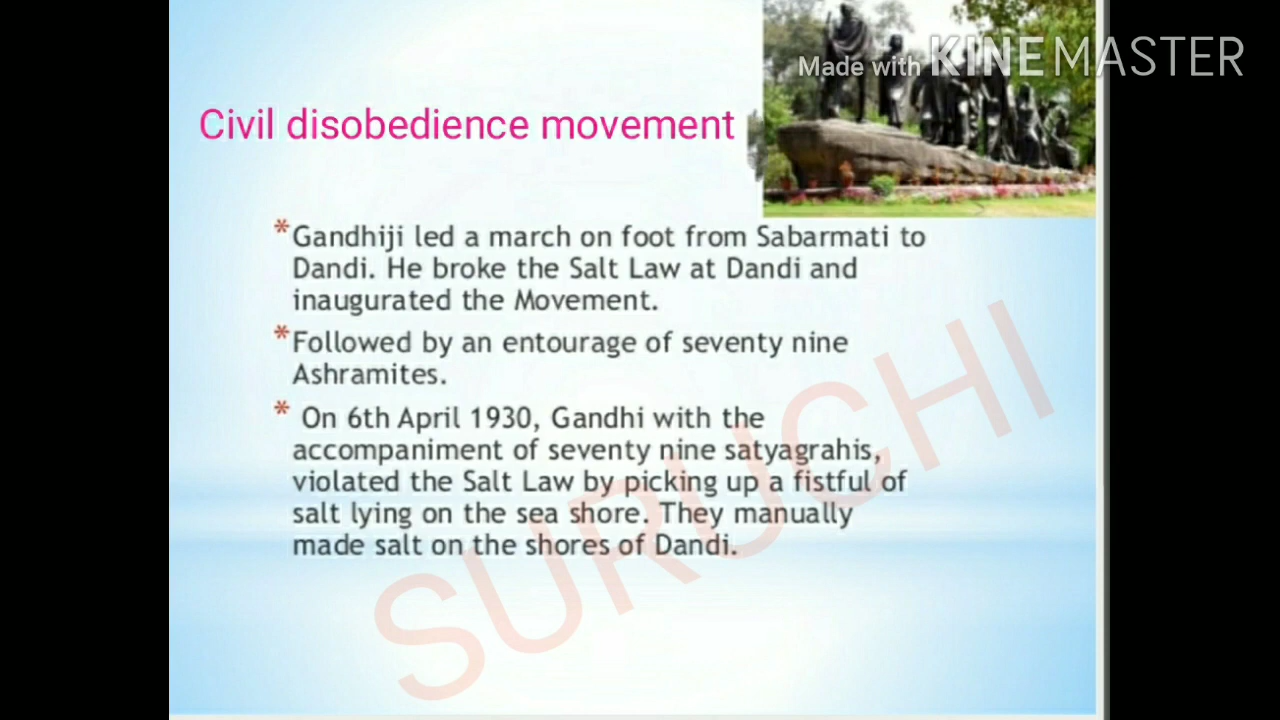 Made with KINEMASTER
Civil disobedience movement
*Gandhiji led a march on foot from Sabarmati to
Dandi. He broke the Salt Law at Dandi and
inaugurated the Movement.
*Followed by an entourage of seventy nine
Ashramites.
* On 6th April 1930, Gandhi with the
accompaniment of seventy nine satyagrahis,
violated the Salt Law by picking up a fistful of
salt lying on the sea shore. They manually
made salt on the shores of Dandi.
SURUCHI